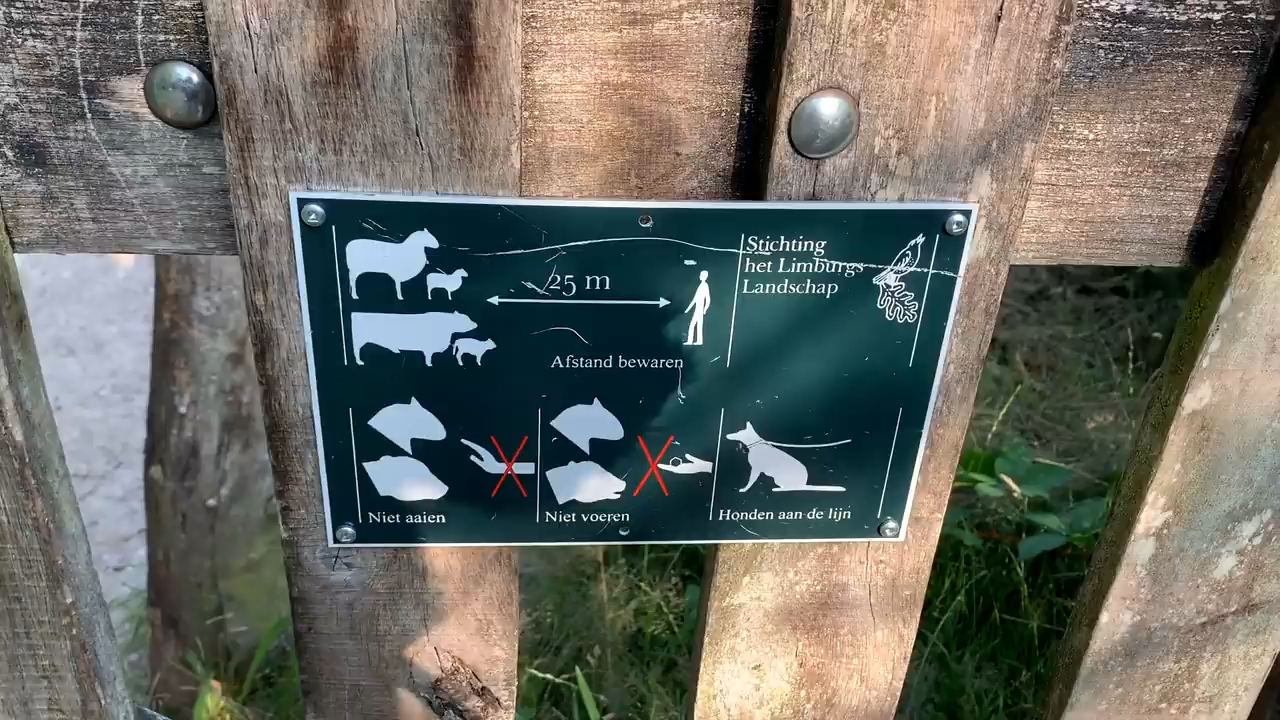 25 m
Afstand bewaren
Stichting
het Limburgs
Landschap
Niet aaien
Niet voeren
Honden aan de lijn